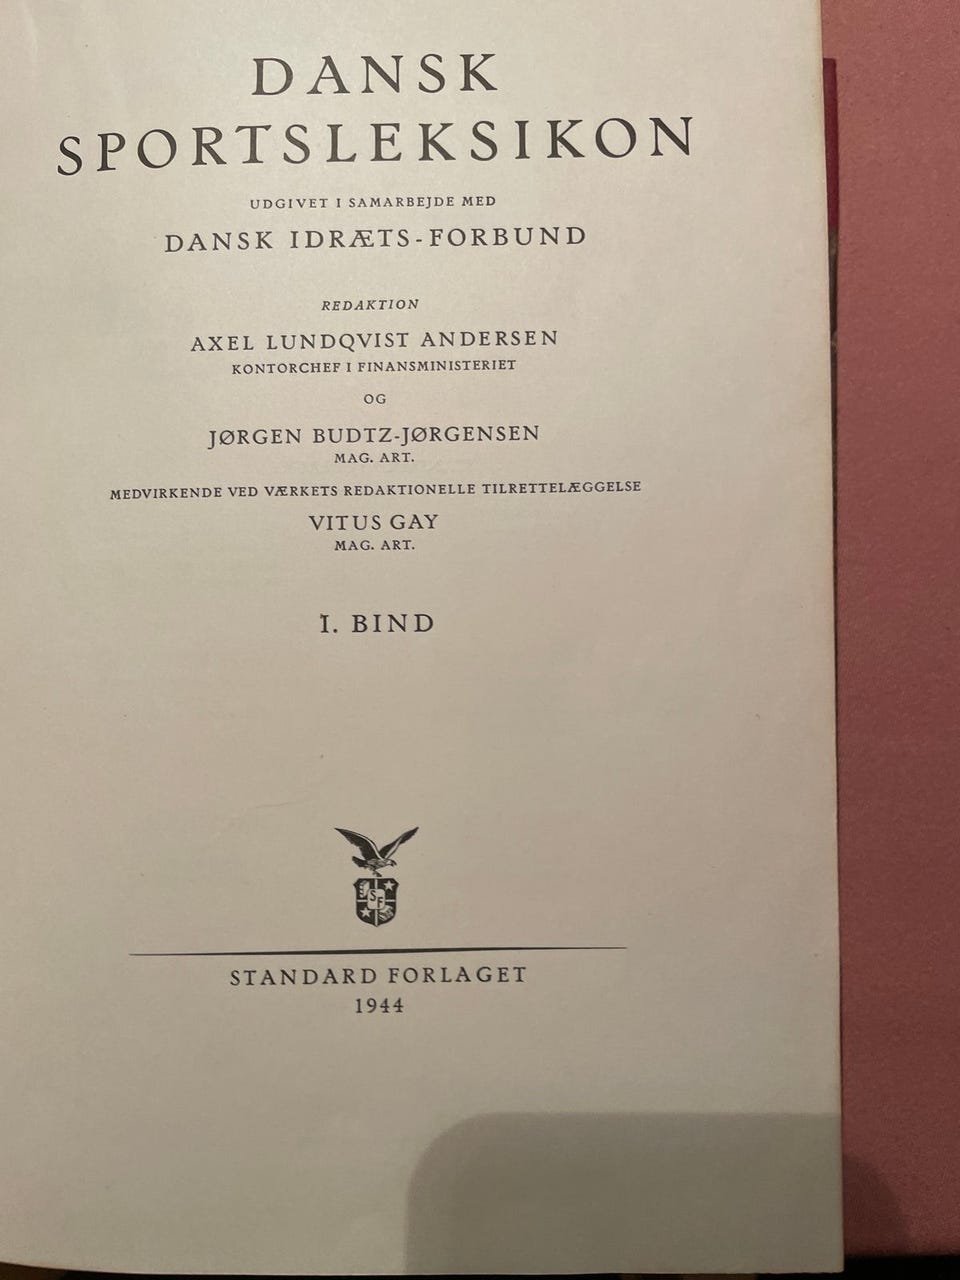 DANSK
SPORTSLEKSIKON
UDGIVET I SAMARBEJDE MED
DANSK IDRÆTS-FORBUND
REDAKTION
AXEL LUNDQVIST ANDERSEN
KONTORCHEF I FINANSMINISTERIET
OG
JØRGEN BUDTZ-JØRGENSEN
MAG. ART.
MEDVIRKENDE VED VÆRKETS REDAKTIONELLE TILRETTELÆGGELSE
VITUS GAY
MAG. ART.
I. BIND
SF
STANDARD FORLAGET
1944